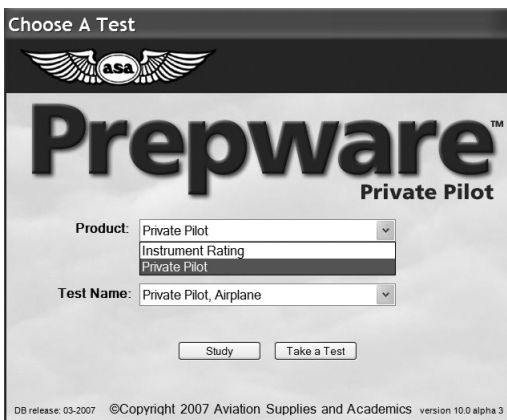 Choose A Test
asa
Prepware™
Private Pilot
Product: Private Pilot
Instrument Rating
Private Pilot
Test Name: Private Pilot, Airplane
Study Take a Test
DB release: 03-2007 ©Copyright 2007 Aviation Supplies and Academics version 10.0 alpha 3